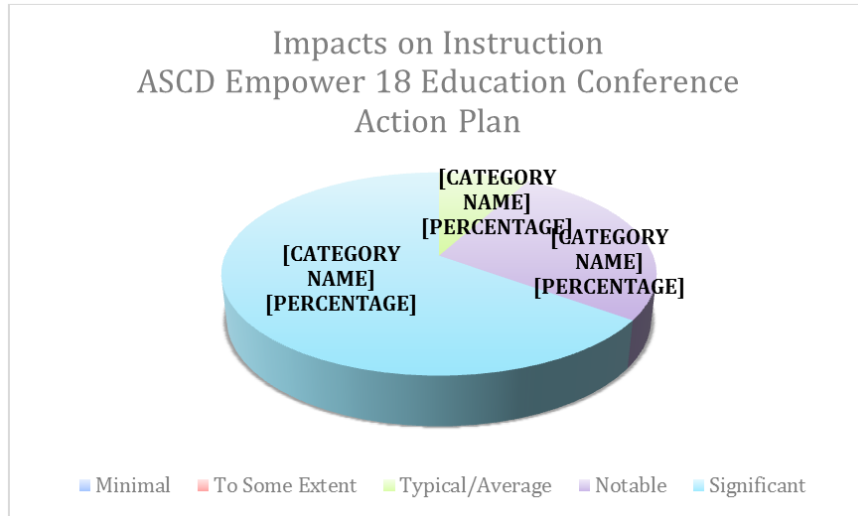 Impacts on Instruction
ASCD Empower 18 Education Conference
Action Plan
[CATEGORY
NAME]
[PERCENTAGE]
[CATEGORY
NAME]
[PERCENTAGE]
[CATEGORY
NAME]
[PERCENTAGE]
Minimal To Some Extent Typical/Average Notable Significant